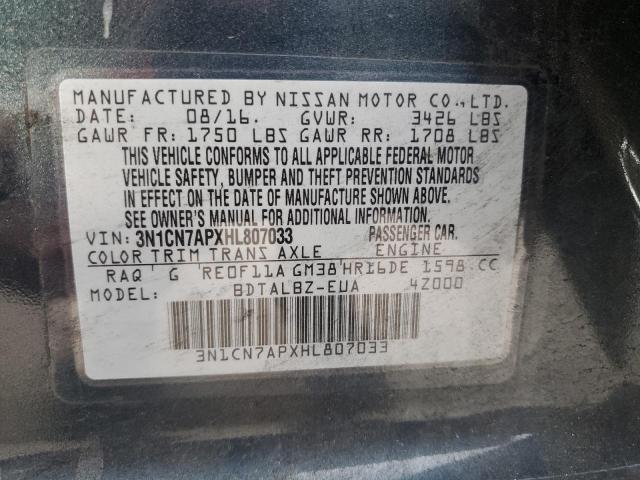 MANUFACTURED BY NISSAN MOTOR CO.,LTD.
DATE: 08/16. GVWR: 3426 LBS
GAWR FR: 1750 LBS GAWR RR: 1708 LBS
THIS VEHICLE CONFORMS TO ALL APPLICABLE FEDERAL MOTOR
VEHICLE SAFETY, BUMPER AND THEFT PREVENTION STANDARDS
IN EFFECT ON THE DATE OF MANUFACTURE SHOWN ABOVE.
SEE OWNER'S MANUAL FOR ADDITIONAL INFORMATION.
VIN: 3N1CN7APXHL807033 PASSENGER CAR.
COLOR TRIM TRANS AXLE ENGINE
RAQ G RE0F11A GM38 HR16DE 1598 CC
MODEL: BDTALBZ-EUA 4Z000
3N1CN7APXHL807033